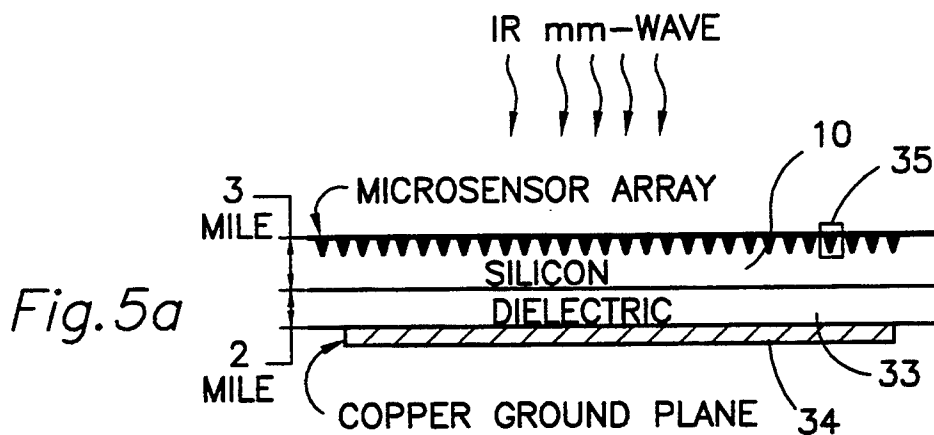 IR mm-WAVE
10
35
MICROSENSOR ARRAY
3
MILE
SILICON
DIELECTRIC
Fig.5a
2
MILE
33
COPPER GROUND PLANE
34